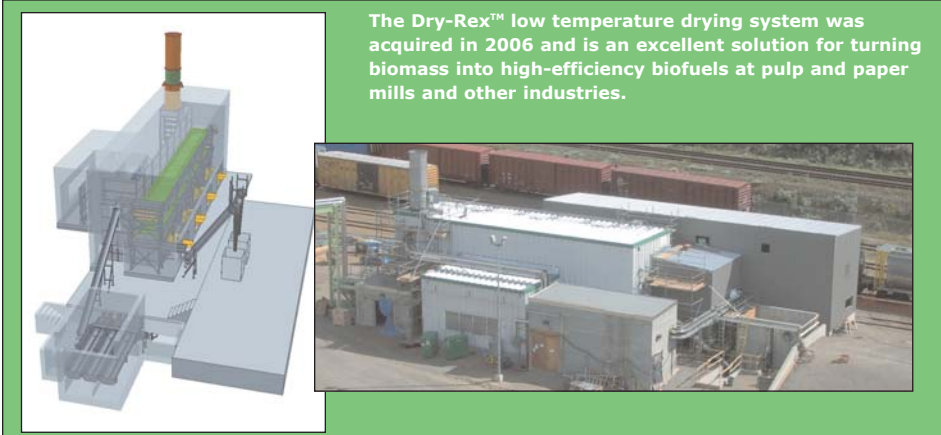 The Dry-Rex™ low temperature drying system was
acquired in 2006 and is an excellent solution for turning
biomass into high-efficiency biofuels at pulp and paper
mills and other industries.